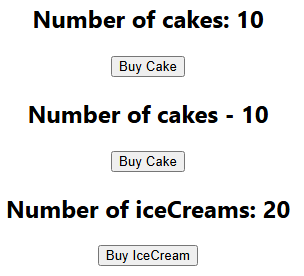 Number of cakes: 10
Buy Cake
Number of cakes - 10
Buy Cake
Number of iceCreams: 20
Buy IceCream